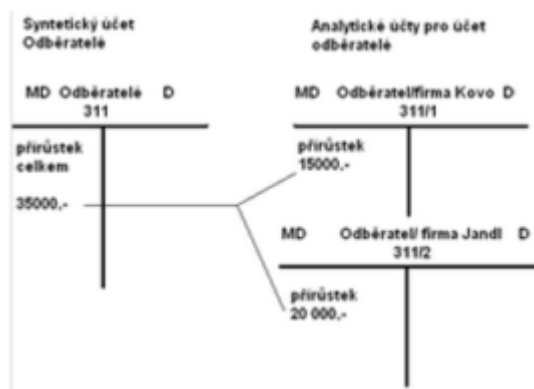 Syntetický účet
Odběratelé
MD Odběratelé D
311
přírůstek
celkem
35000,-
Analytické účty pro účet
odběratelé
MD Odběratel/firma Kovo D
311/1
přírůstek
15000,-
MD Odběratel/ firma Jandl D
311/2
přírůstek
20 000,-